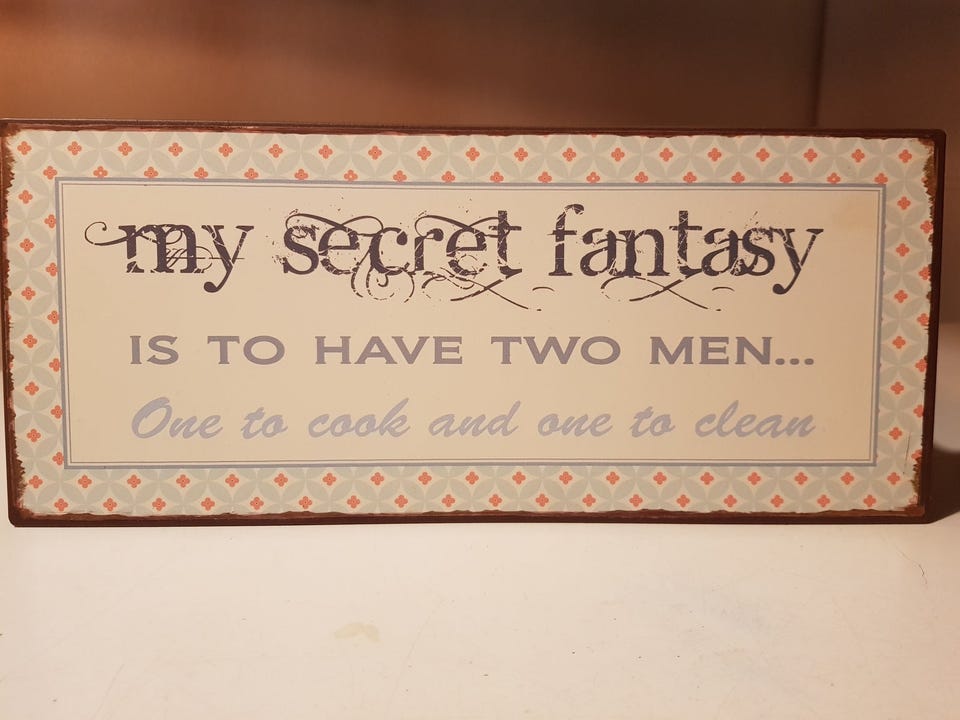 my secret fantasy
IS TO HAVE TWO MEN...
One to cook and one to clean